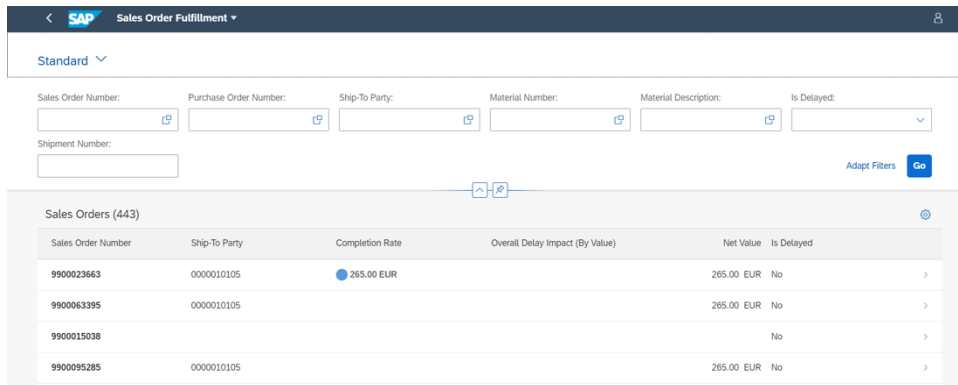 SAP Sales Order Fulfillment
Standard
Sales Order Number: Purchase Order Number: Ship-To Party: Material Number: Material Description: Is Delayed:
Shipment Number:
Adapt Filters Go
Sales Orders (443)
Sales Order Number Ship-To Party Completion Rate Overall Delay Impact (By Value) Net Value Is Delayed
9900023663 0000010105 265.00 EUR 265.00 EUR No
9900063395 0000010105 265.00 EUR No
9900015038 No
9900095285 0000010105 265.00 EUR No